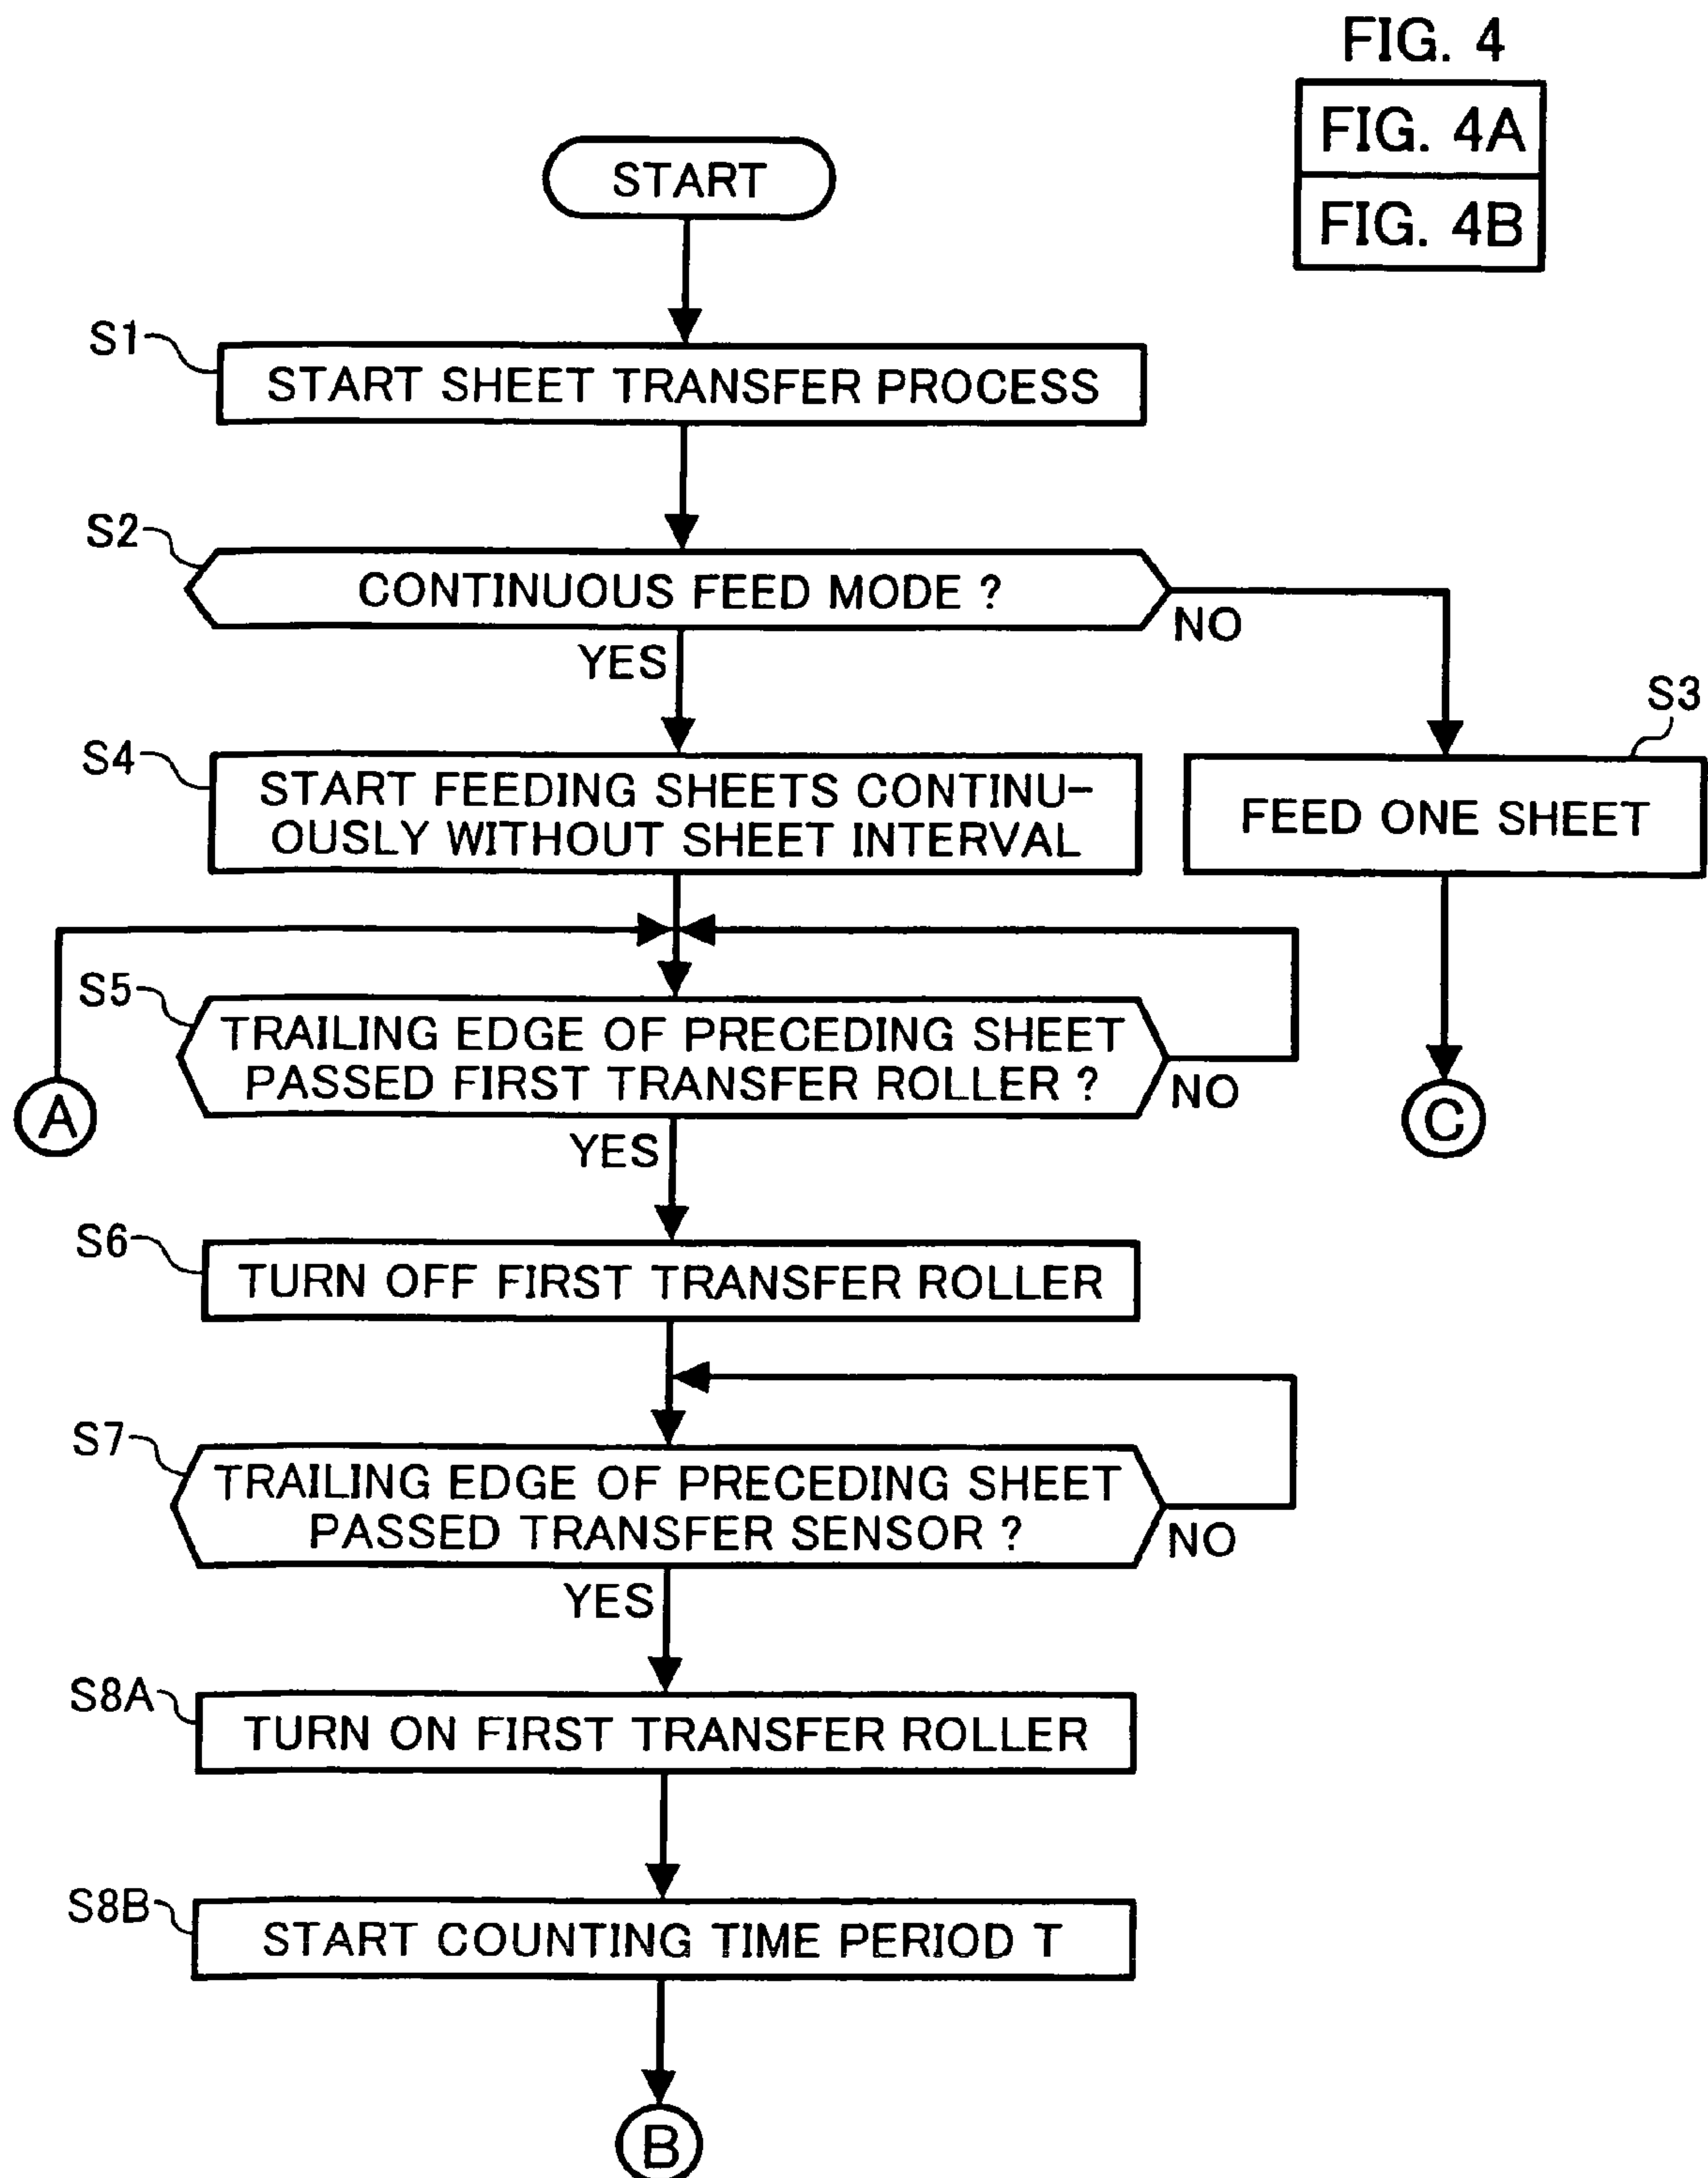 FIG. 4
FIG. 4A
FIG. 4B
START
S1
START SHEET TRANSFER PROCESS
S2
CONTINUOUS FEED MODE ?
NO
YES
S3
FEED ONE SHEET
S4
START FEEDING SHEETS CONTINU-
OUSLY WITHOUT SHEET INTERVAL
S5
TRAILING EDGE OF PRECEDING SHEET
PASSED FIRST TRANSFER ROLLER ?
NO
A
C
YES
S6
TURN OFF FIRST TRANSFER ROLLER
S7
TRAILING EDGE OF PRECEDING SHEET
PASSED TRANSFER SENSOR ?
NO
YES
S8A
TURN ON FIRST TRANSFER ROLLER
S8B
START COUNTING TIME PERIOD T
B